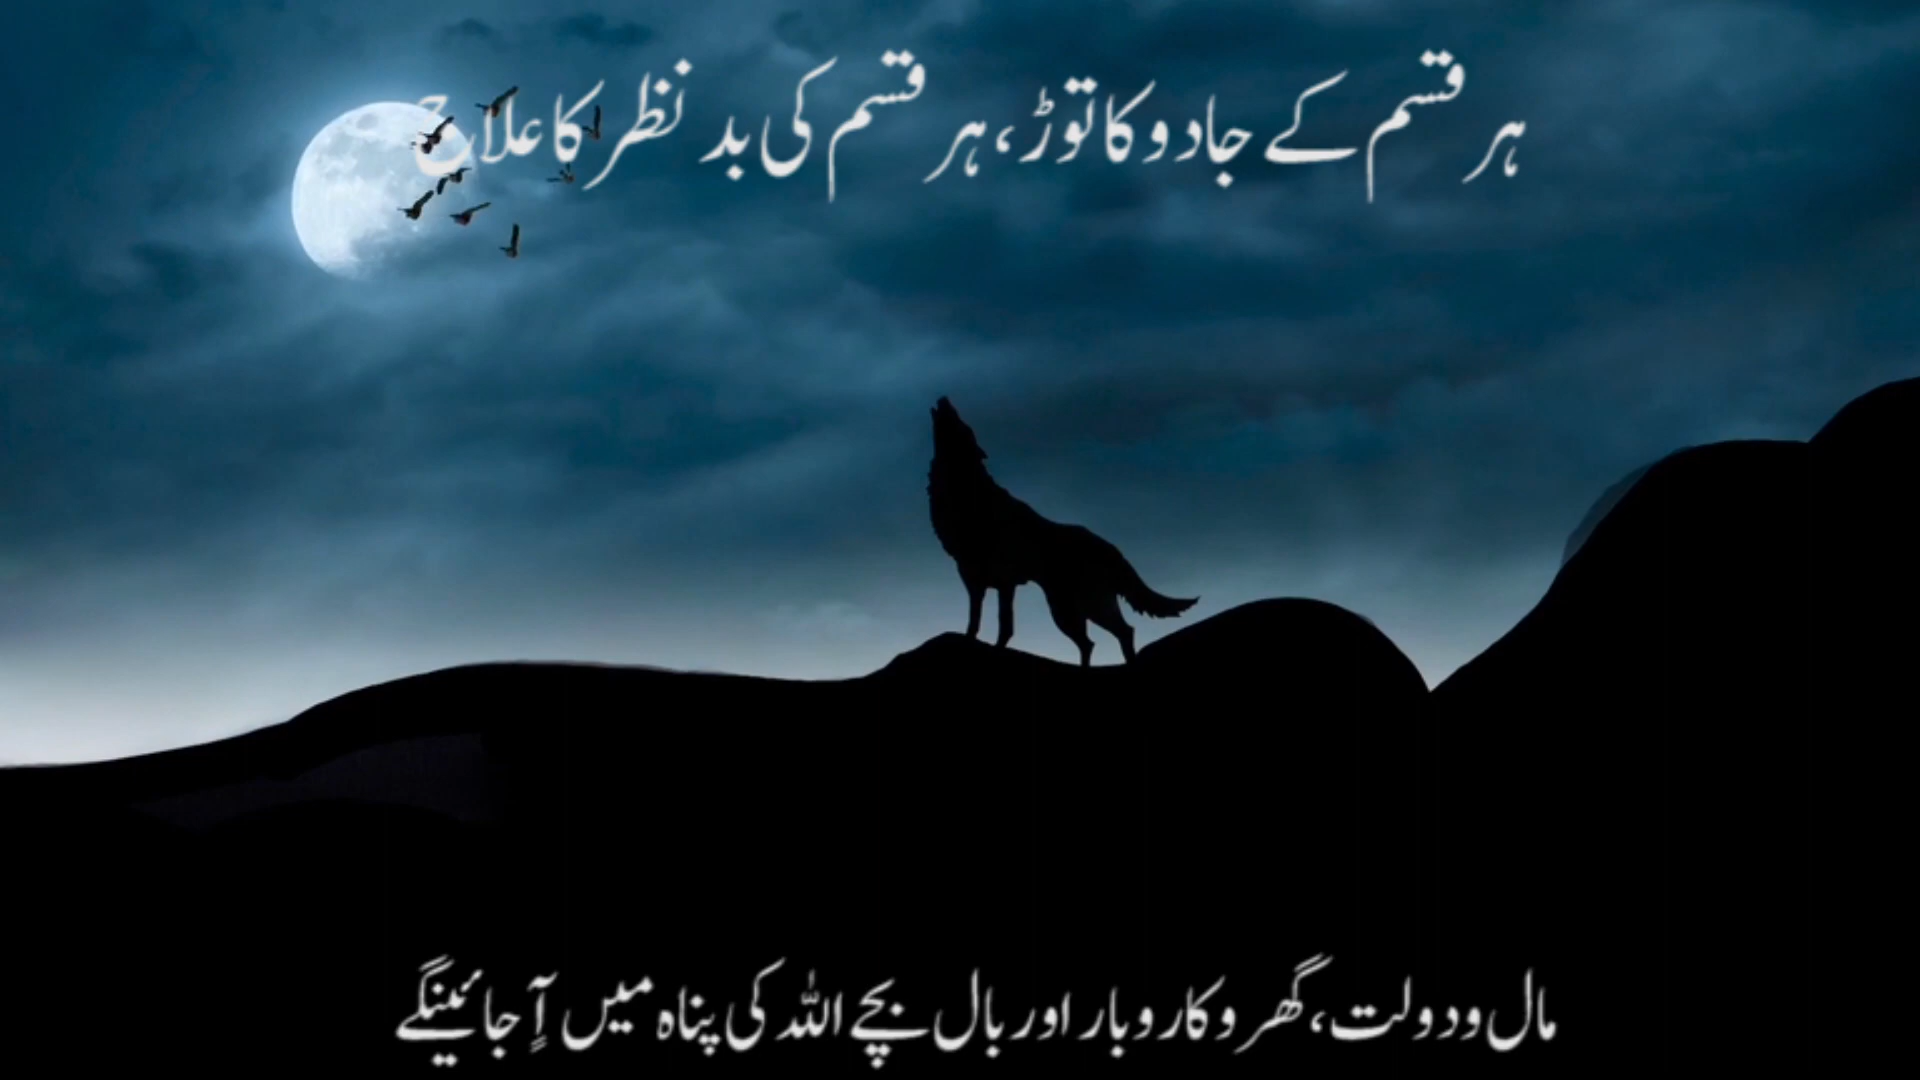 ہر قسم کے جادو کا توڑ، ہر قسم کی بد نظر کا علاج
مال و دولت، گھر و کاروبار اور بال بچے اللہ کی پناہ میں آ جائینگے